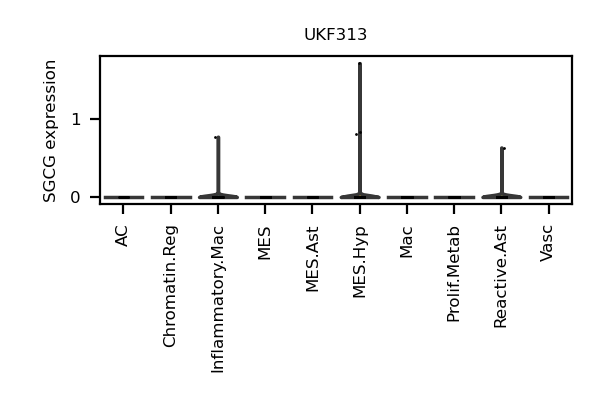 UKF313
SGCG expression
1
0
AC
Chromatin.Reg
Inflammatory.Mac
MES
MES.Ast
MES.Hyp
Mac
Prolif.Metab
Reactive.Ast
Vasc